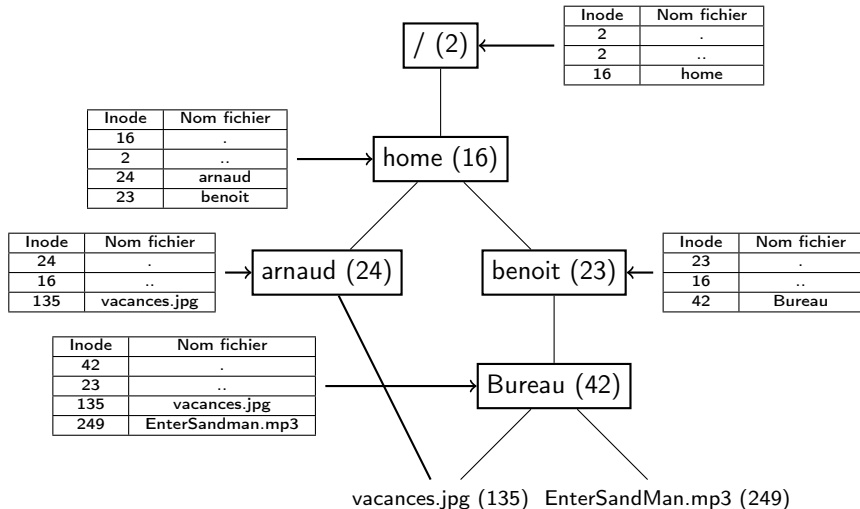 / (2)
Inode Nom fichier
2 .
2 ..
16 home
Inode Nom fichier
16 .
2 ..
24 arnaud
23 benoit
home (16)
Inode Nom fichier
24 .
16 ..
135 vacances.jpg
arnaud (24)
benoit (23)
Inode Nom fichier
23 .
16 ..
42 Bureau
Inode Nom fichier
42 .
23 ..
135 vacances.jpg
249 EnterSandman.mp3
Bureau (42)
vacances.jpg (135) EnterSandMan.mp3 (249)